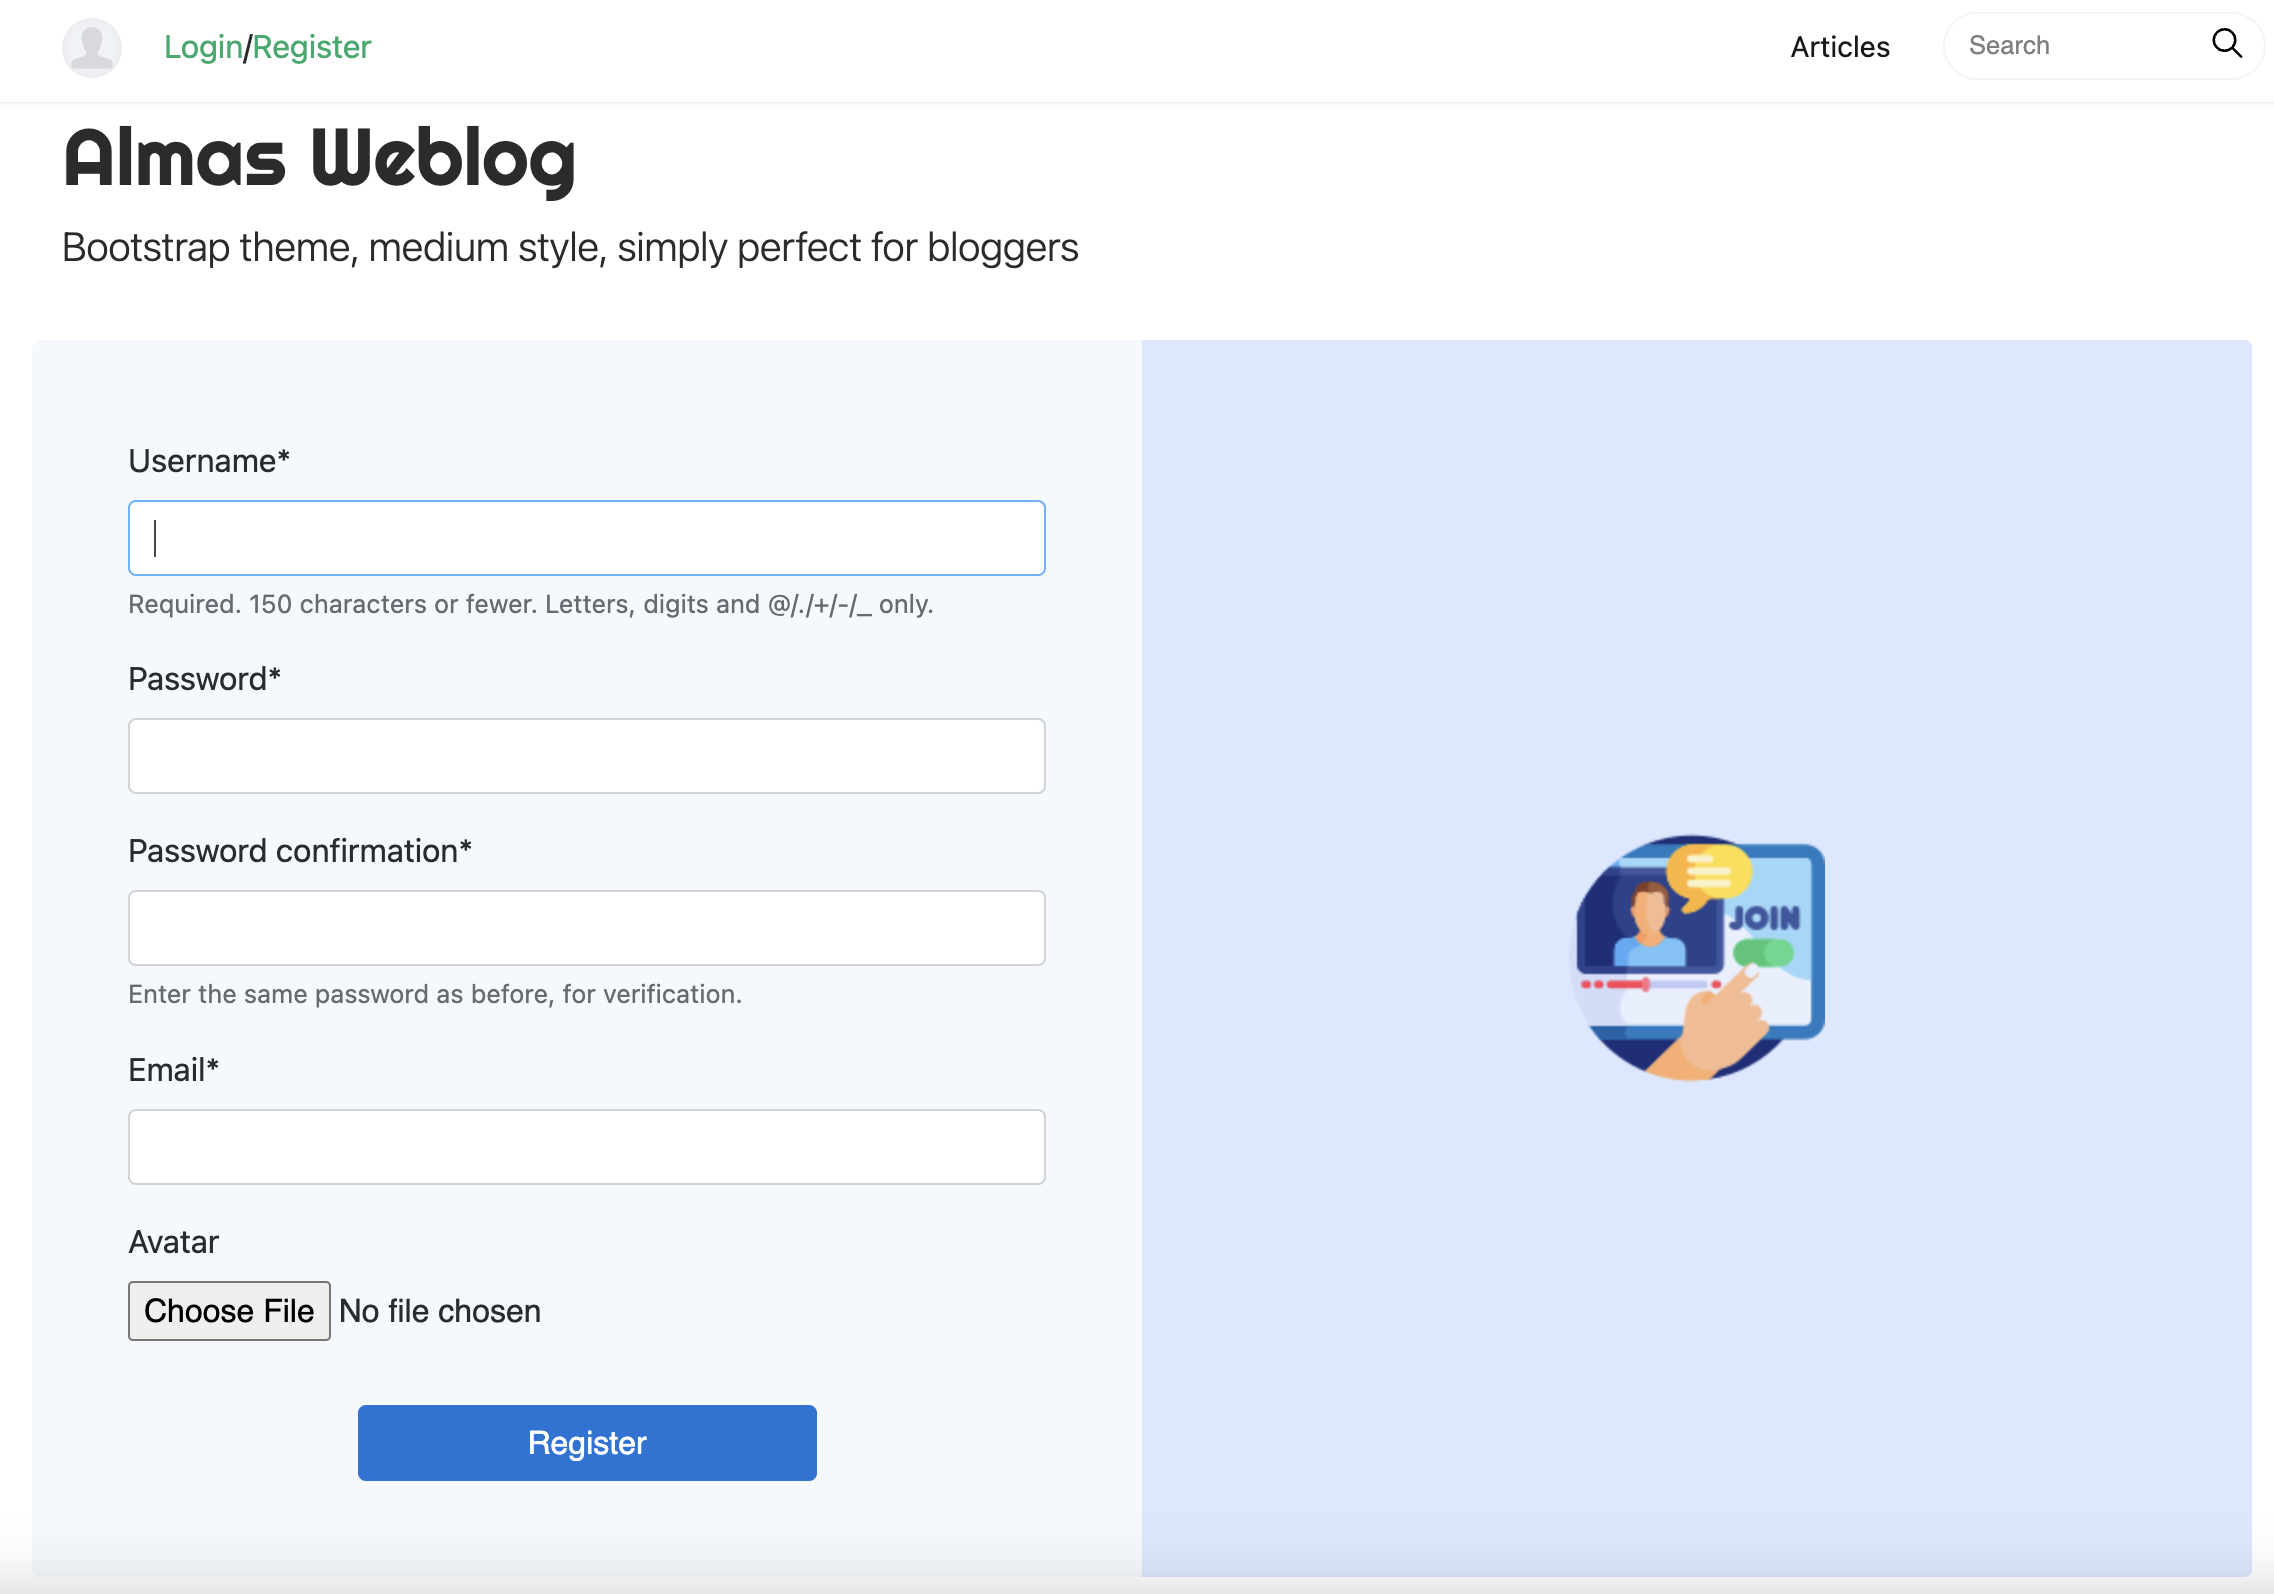 Login/Register
Articles
Search
Almas Weblog
Bootstrap theme, medium style, simply perfect for bloggers
Username*
Required. 150 characters or fewer. Letters, digits and @/./+/-/_ only.
Password*
Password confirmation*
Enter the same password as before, for verification.
Email*
Avatar
Choose File No file chosen
Register
JOIN